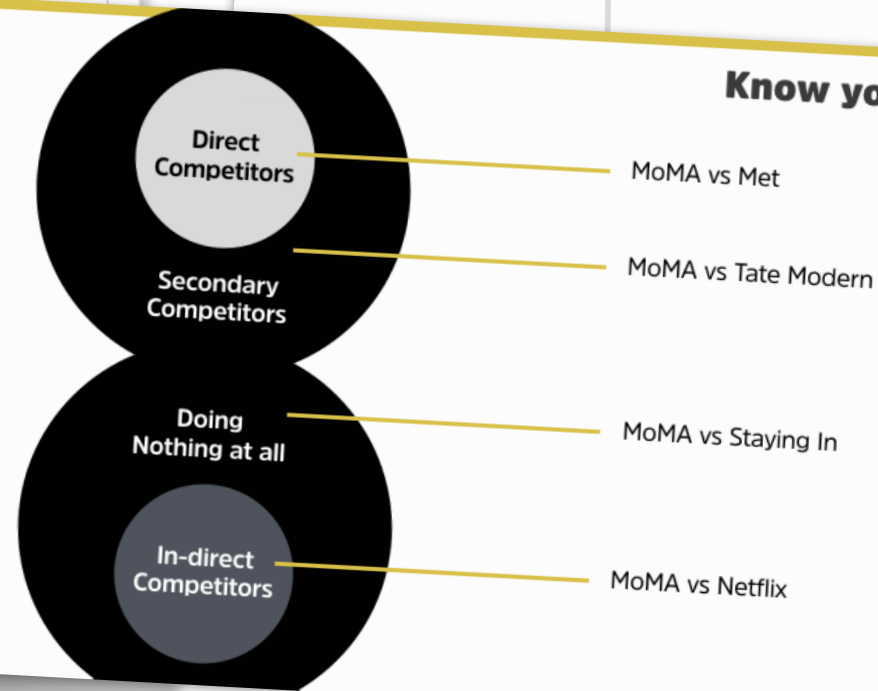 Know yo
Direct
Competitors
MoMA vs Met
Secondary
Competitors
MoMA vs Tate Modern
Doing
Nothing at all
MoMA vs Staying In
In-direct
Competitors
MoMA vs Netflix